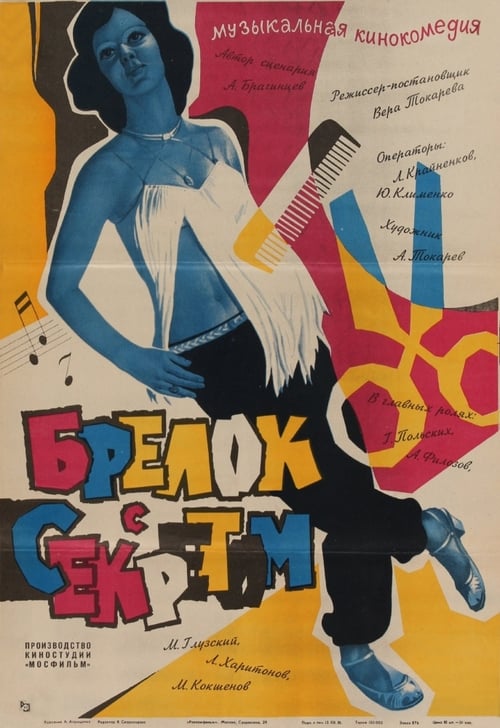 МУЗЫКАЛЬНАЯ КИНОКОМЕДИЯ
Автор сценария
А. Брагинцев
Режиссер-постановщик
Вера Токарева
Операторы:
Л. Крайненков,
Ю. Клименко
Художник
А. Токарев
В главных ролях:
Г. Польских,
А. Филозов,
БРЕЛОК
С
СЕКРЕТОМ
ПРОИЗВОДСТВО
КИНОСТУДИИ
«МОСФИЛЬМ»
М. Глузский,
Л. Харитонов,
М. Кокшенов